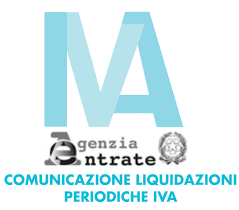 IVA
Agenzia
Entrate
COMUNICAZIONE LIQUIDAZIONI
PERIODICHE IVA